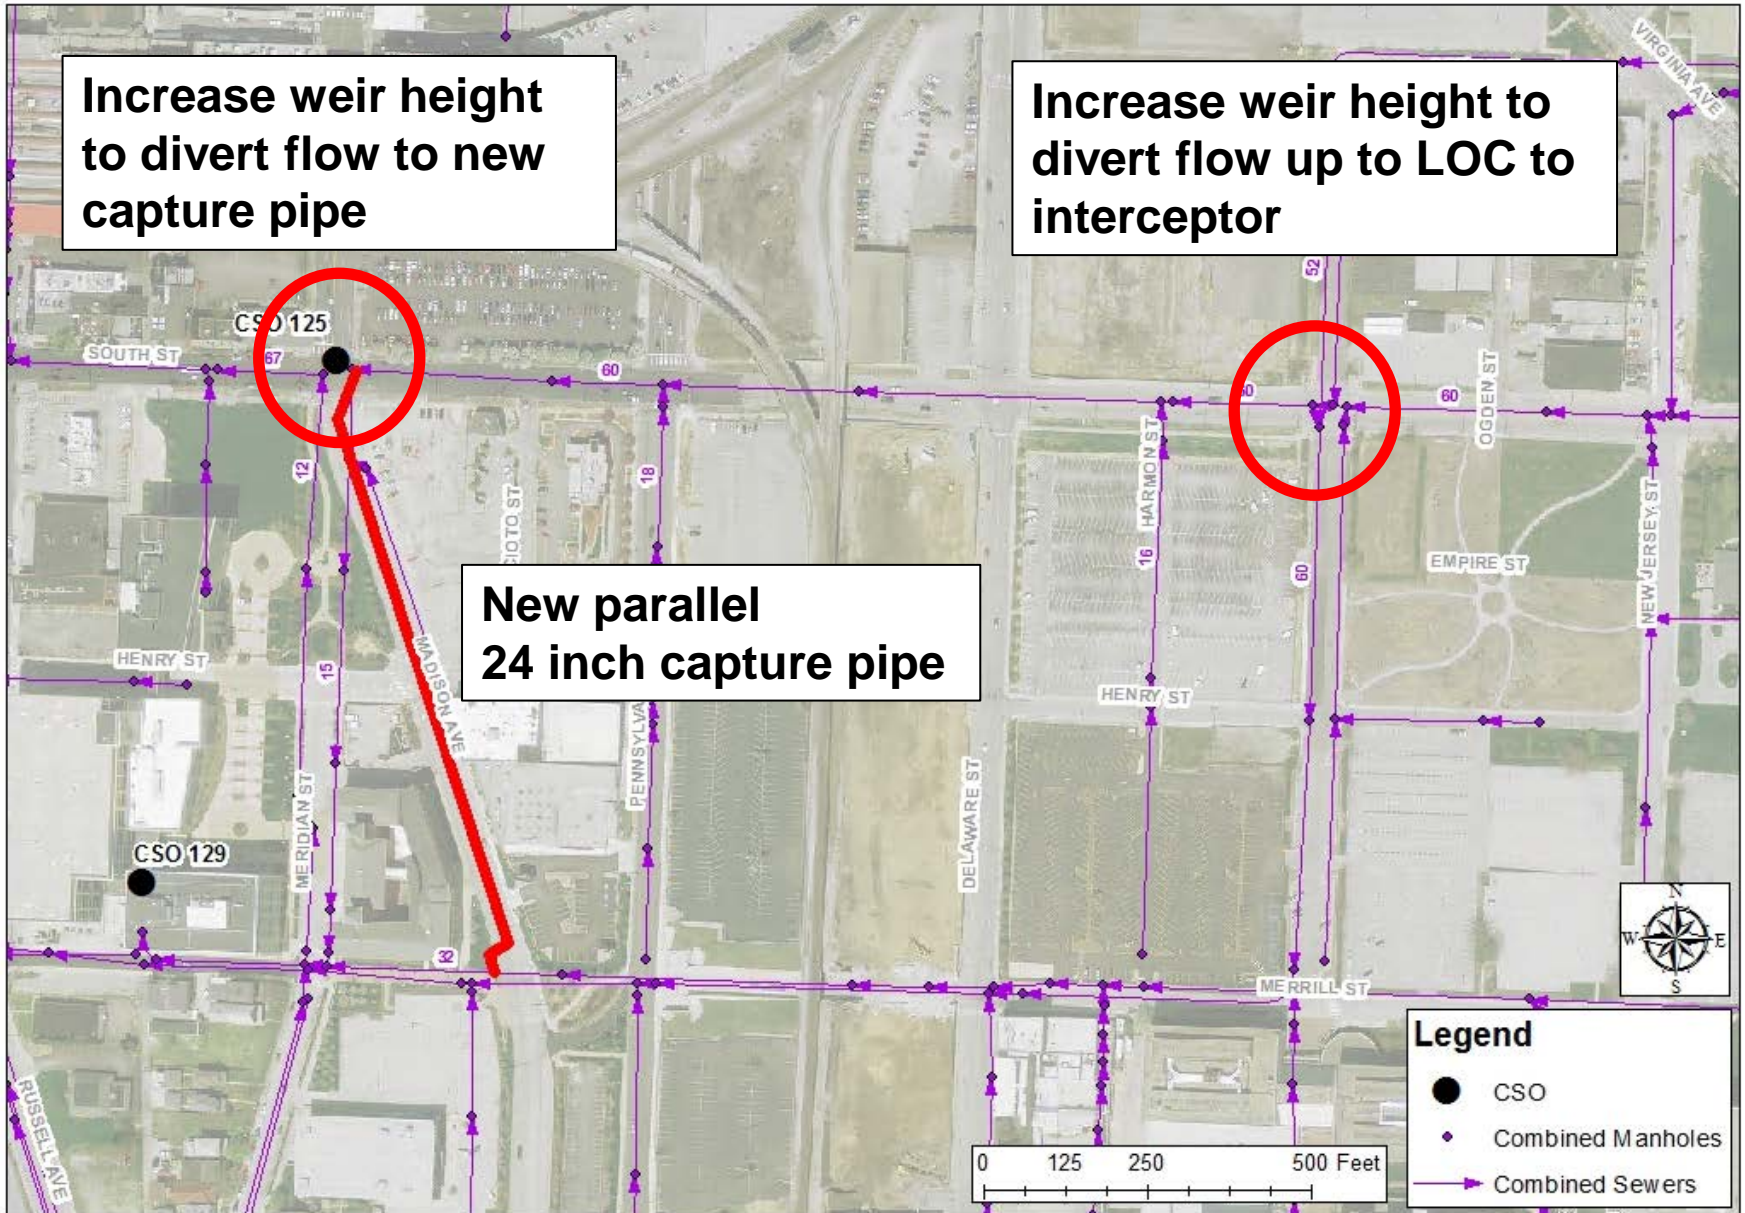 VIRGINIA AVE
Increase weir height
to divert flow to new
capture pipe
Increase weir height to
divert flow up to LOC to
interceptor
52
CSO 125
SOUTH ST
67
60
60
OGDEN ST
12
18
HARMON ST
16
60
EMPIRE ST
NEW JERSEY ST
New parallel
24 inch capture pipe
HENRY ST
15
MADISON AVE
HENRY ST
MERIDIAN ST
DELAWARE ST
CSO 129
32
MERRILL ST
RUSSELL AVE
N
W E
S
Legend
CSO
Combined Manholes
Combined Sewers
0 125 250 500 Feet